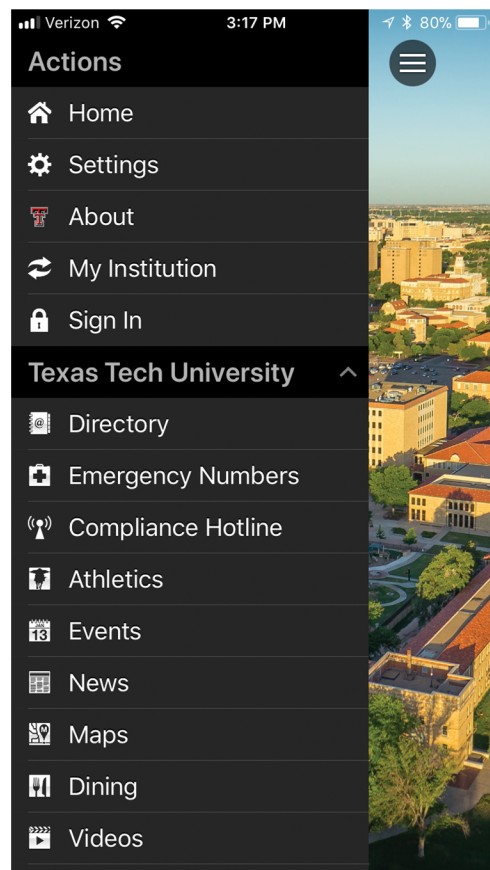 Verizon 3:17 PM 80%
Actions
Home
Settings
About
My Institution
Sign In
Texas Tech University
Directory
Emergency Numbers
Compliance Hotline
Athletics
13 Events
News
Maps
Dining
Videos